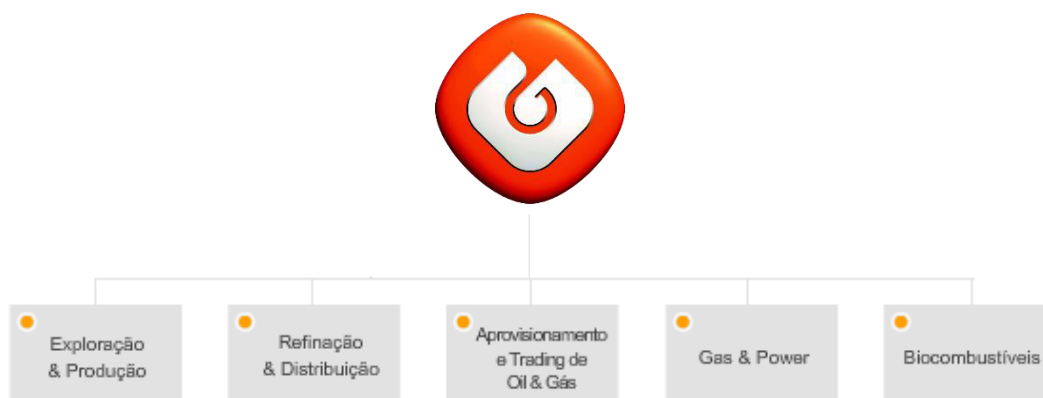 Exploração
& Produção
Refinação
& Distribuição
Aprovisionamento
e Trading de
Oil & Gás
Gas & Power
Biocombustíveis